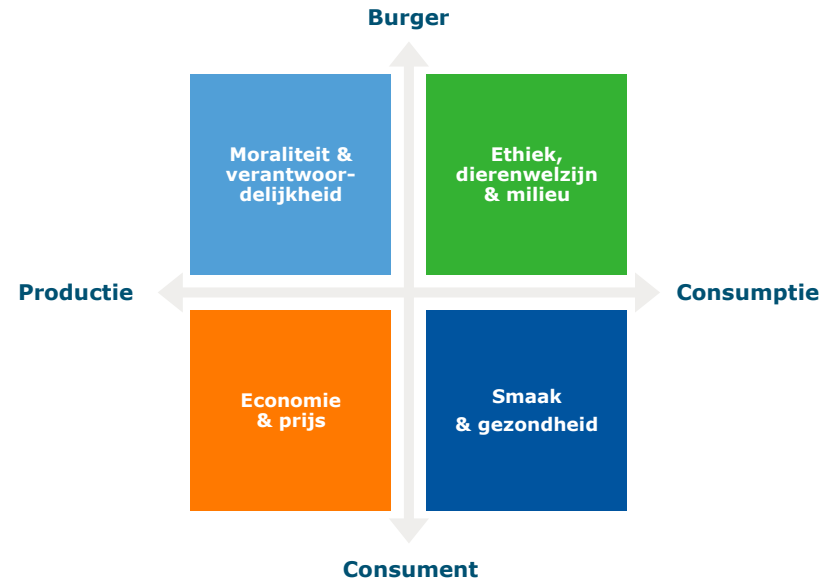 Burger
Moraliteit &
verantwoor-
delijkheid
Ethiek,
dierenwelzijn
& milieu
Productie
Consumptie
Economie
& prijs
Smaak
& gezondheid
Consument